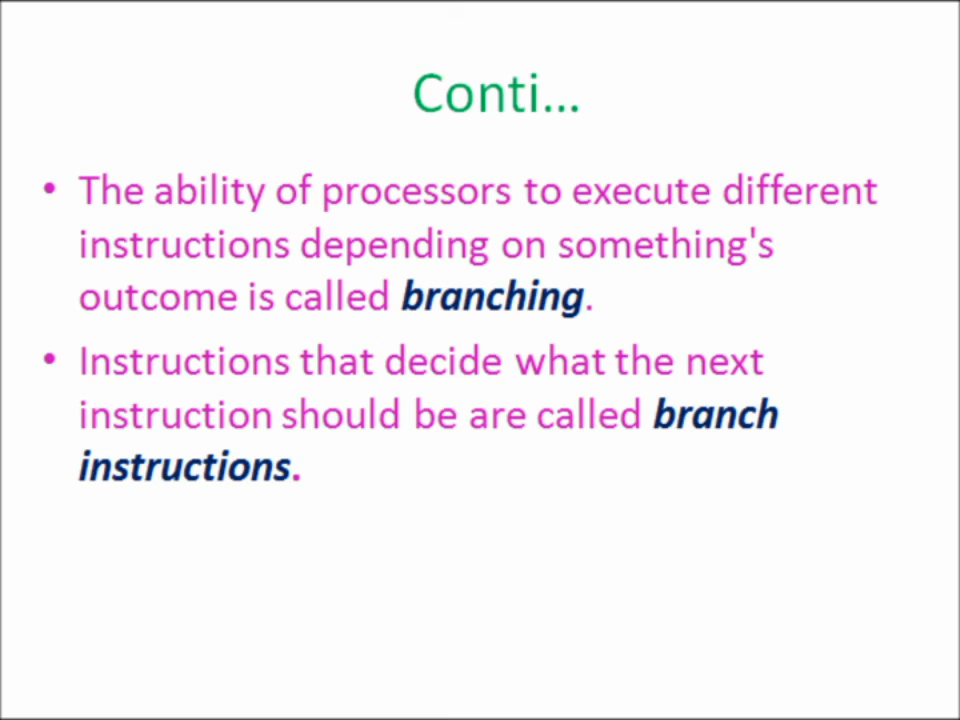 Conti...
• The ability of processors to execute different
instructions depending on something's
outcome is called branching.
• Instructions that decide what the next
instruction should be are called branch
instructions.